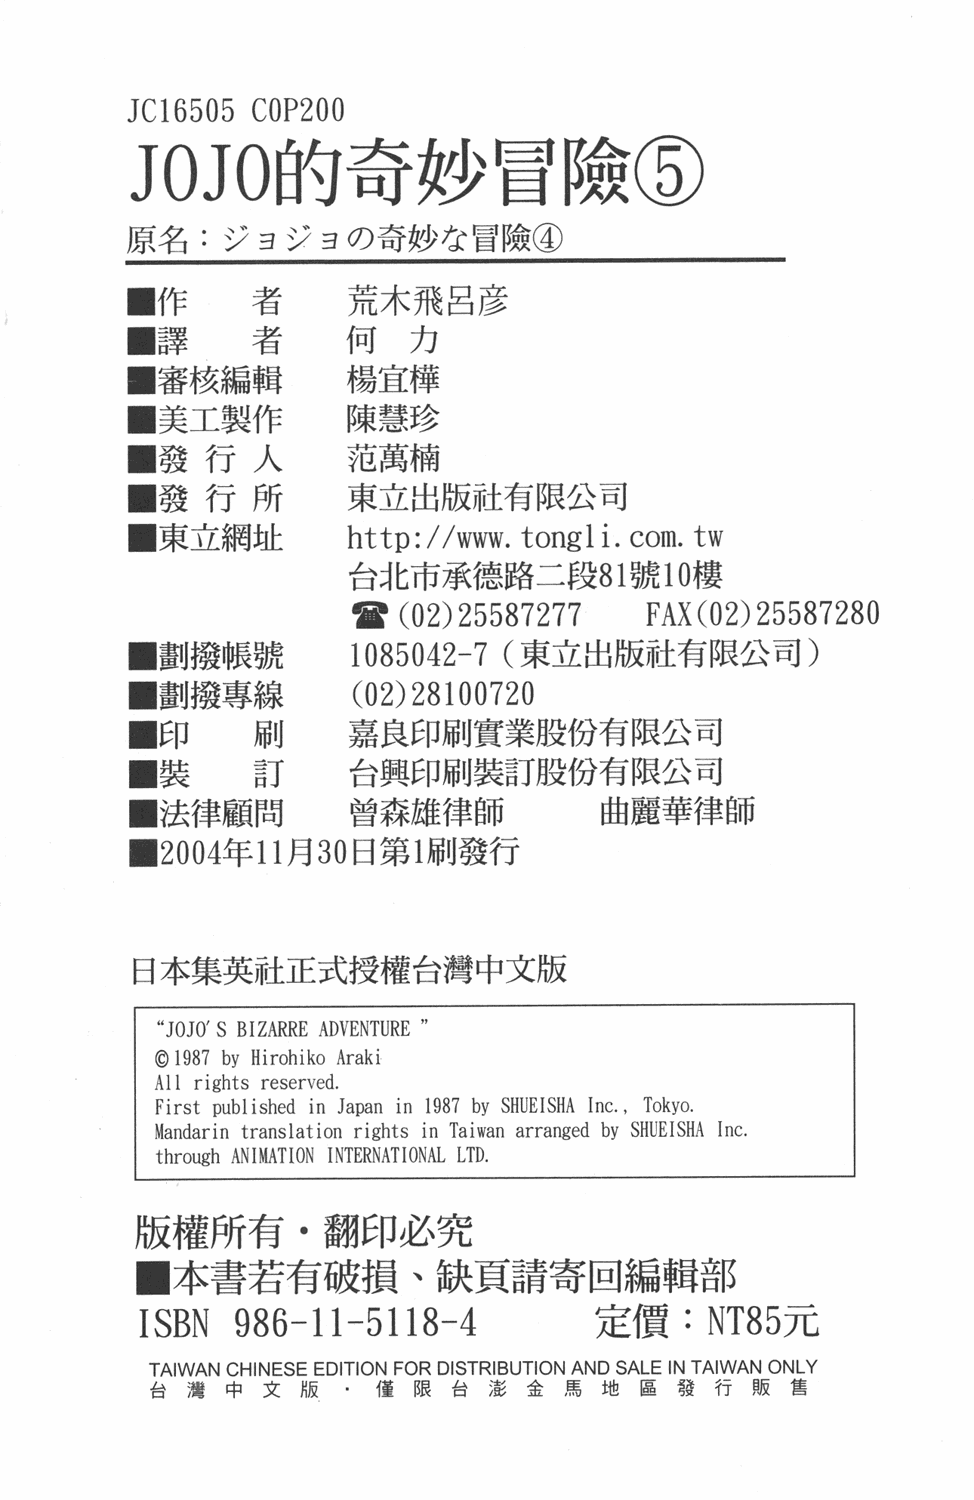 JC16505 COP200
JOJO的奇妙冒險⑤
原名：ジョジョの奇妙な冒險④
■作　　者　　荒木飛呂彦
■譯　　者　　何　力
■審核編輯　　楊宜樺
■美工製作　　陳慧珍
■發 行 人　　范萬楠
■發 行 所　　東立出版社有限公司
■東立網址　　http://www.tongli.com.tw
台北市承德路二段81號10樓
☎(02)25587277　　FAX(02)25587280
■劃撥帳號　　1085042-7（東立出版社有限公司）
■劃撥專線　　(02)28100720
■印　　刷　　嘉良印刷實業股份有限公司
■裝　　訂　　台興印刷裝訂股份有限公司
■法律顧問　　曾森雄律師　　　曲麗華律師
■2004年11月30日第1刷發行
日本集英社正式授權台灣中文版
“JOJO'S BIZARRE ADVENTURE ”
©1987 by Hirohiko Araki
All rights reserved.
First published in Japan in 1987 by SHUEISHA Inc., Tokyo.
Mandarin translation rights in Taiwan arranged by SHUEISHA Inc.
through ANIMATION INTERNATIONAL LTD.
版權所有・翻印必究
■本書若有破損、缺頁請寄回編輯部
ISBN 986-11-5118-4　　　定價：NT85元
TAIWAN CHINESE EDITION FOR DISTRIBUTION AND SALE IN TAIWAN ONLY
台灣中文版・僅限台澎金馬地區發行販售